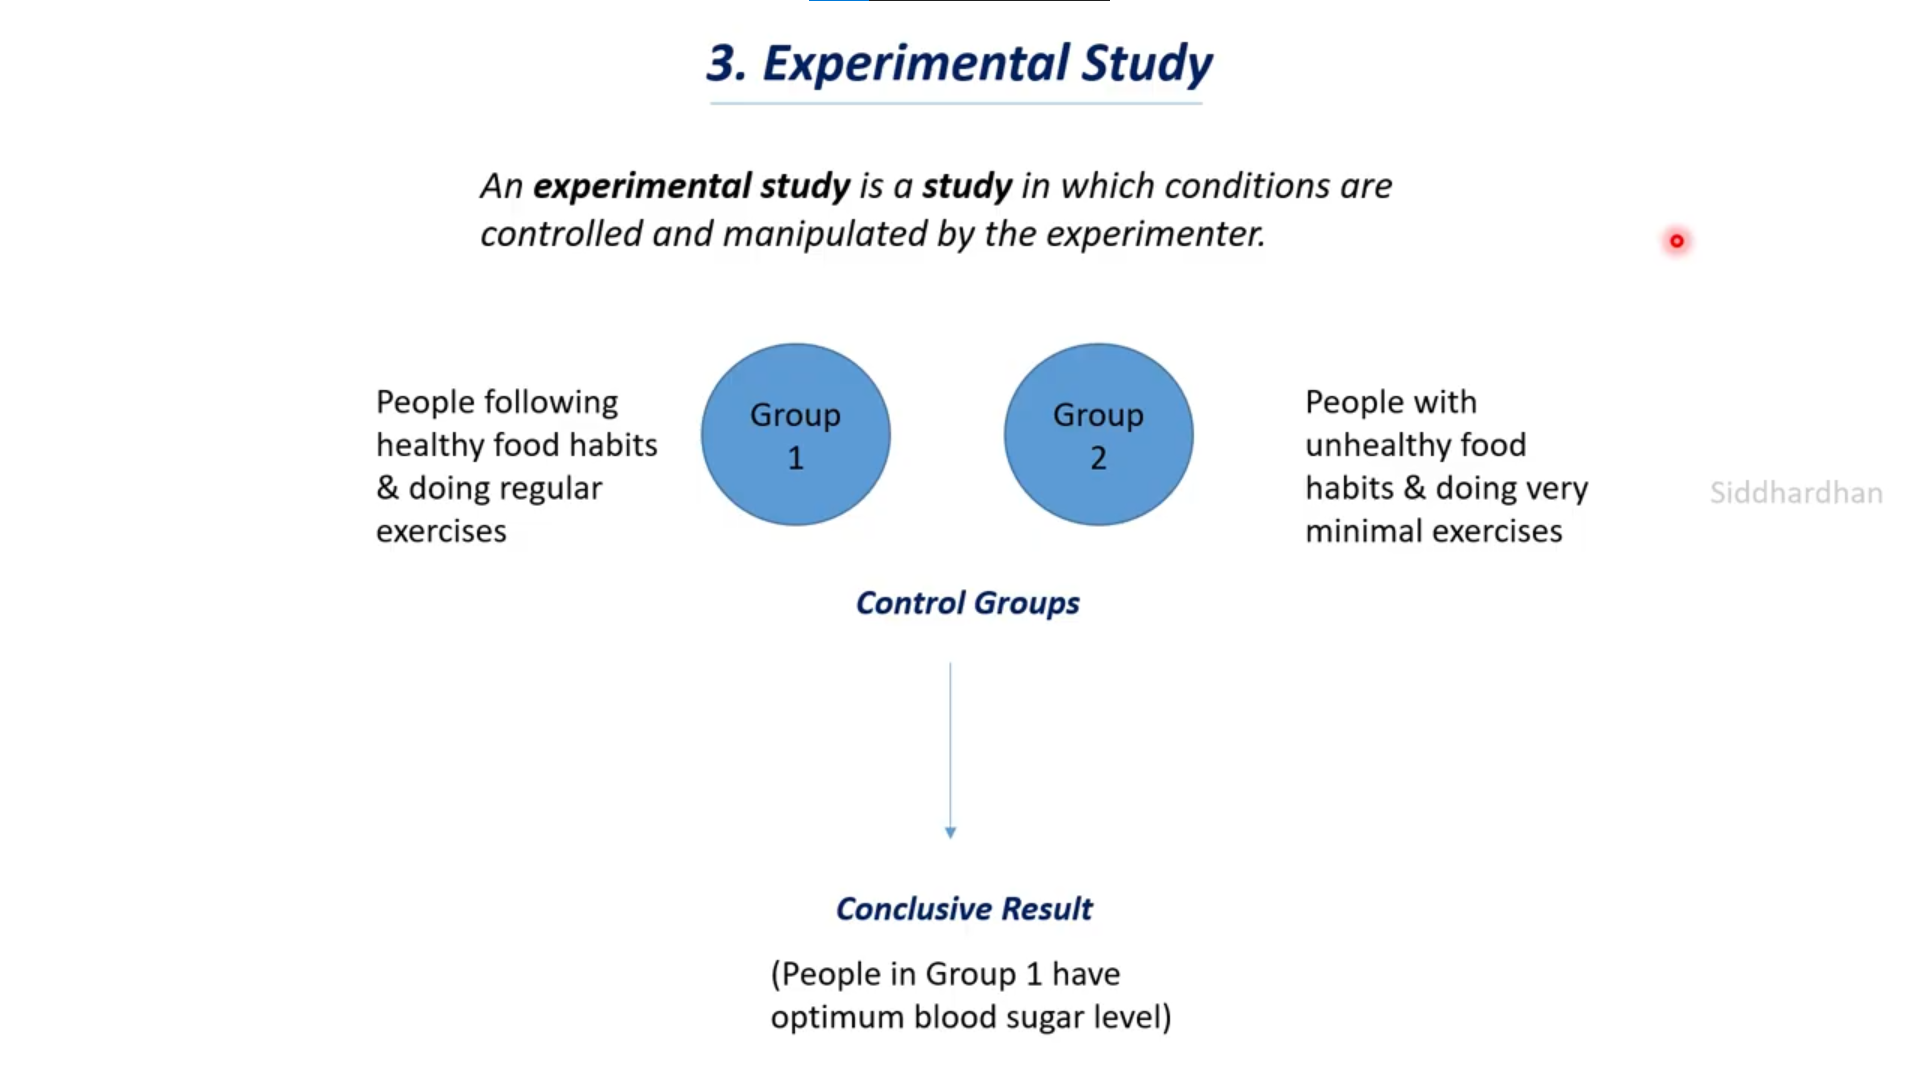 3. Experimental Study
An experimental study is a study in which conditions are
controlled and manipulated by the experimenter.
People following
healthy food habits
& doing regular
exercises
Group
1
Group
2
People with
unhealthy food
habits & doing very
minimal exercises
Siddhardhan
Control Groups
Conclusive Result
(People in Group 1 have
optimum blood sugar level)